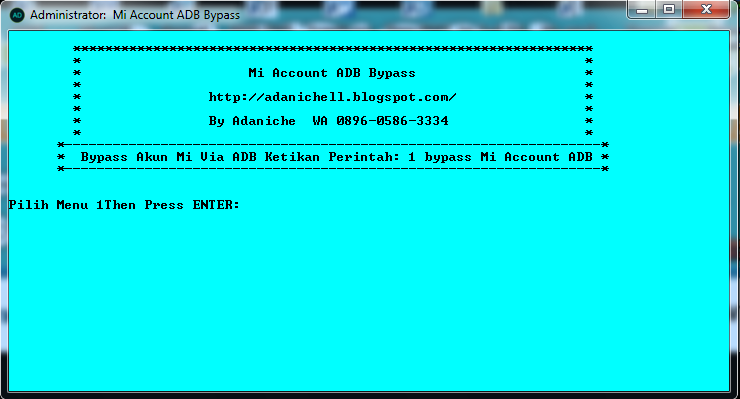 AD Administrator: Mi Account ADB Bypass
*****************************************************************
* *
* Mi Account ADB Bypass *
* *
* http://adanichell.blogspot.com/ *
* *
* By Adaniche WA 0896-0586-3334 *
* *
*-------------------------------------------------------------------*
* Bypass Akun Mi Via ADB Ketikan Perintah: 1 bypass Mi Account ADB *
*-------------------------------------------------------------------*
Pilih Menu 1Then Press ENTER: